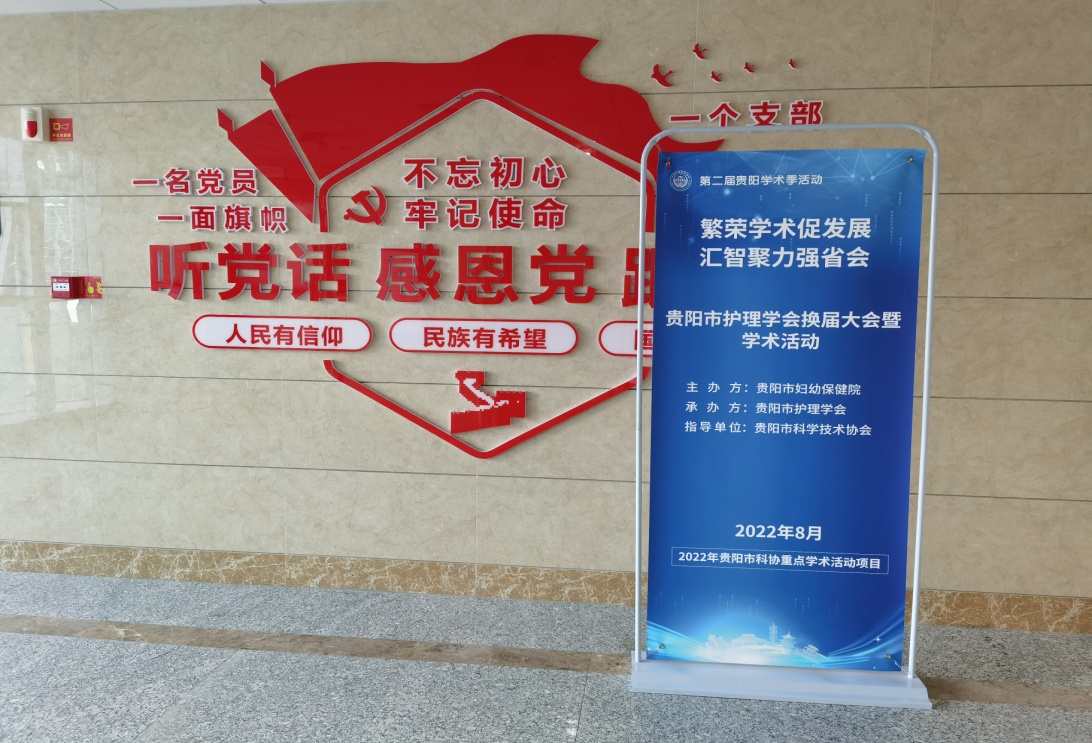 一个支部
一名党员
一面旗帜
不忘初心
牢记使命
听党话 感恩党
人民有信仰
民族有希望
第二届贵阳学术季活动
繁荣学术促发展
汇智聚力强省会
贵阳市护理学会换届大会暨
学术活动
主办方：贵阳市妇幼保健院
承办方：贵阳市护理学会
指导单位：贵阳市科学技术协会
2022年8月
2022年贵阳市科协重点学术活动项目